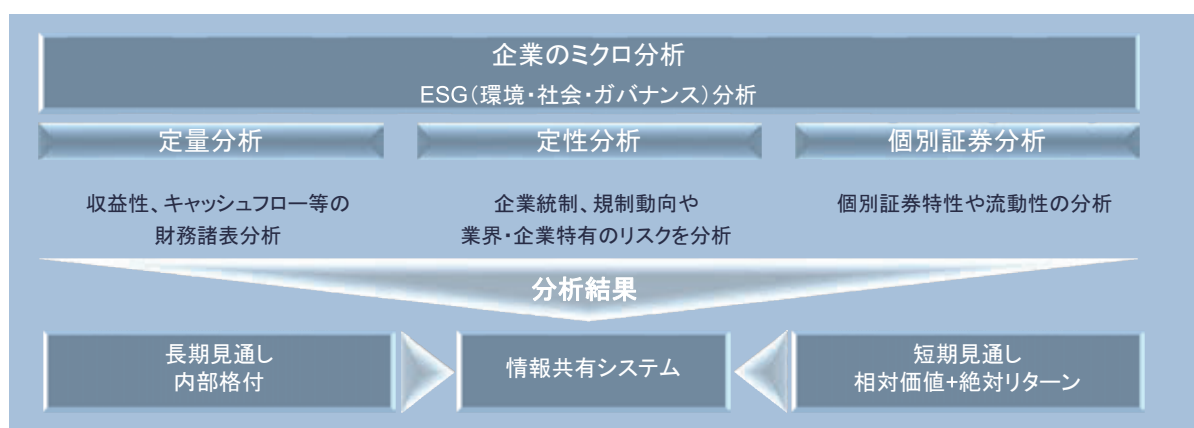 企業のミクロ分析
ESG(環境・社会・ガバナンス)分析
定量分析
定性分析
個別証券分析
収益性、キャッシュフロー等の
財務諸表分析
企業統制、規制動向や
業界・企業特有のリスクを分析
個別証券特性や流動性の分析
分析結果
長期見通し
内部格付
情報共有システム
短期見通し
相対価値+絶対リターン